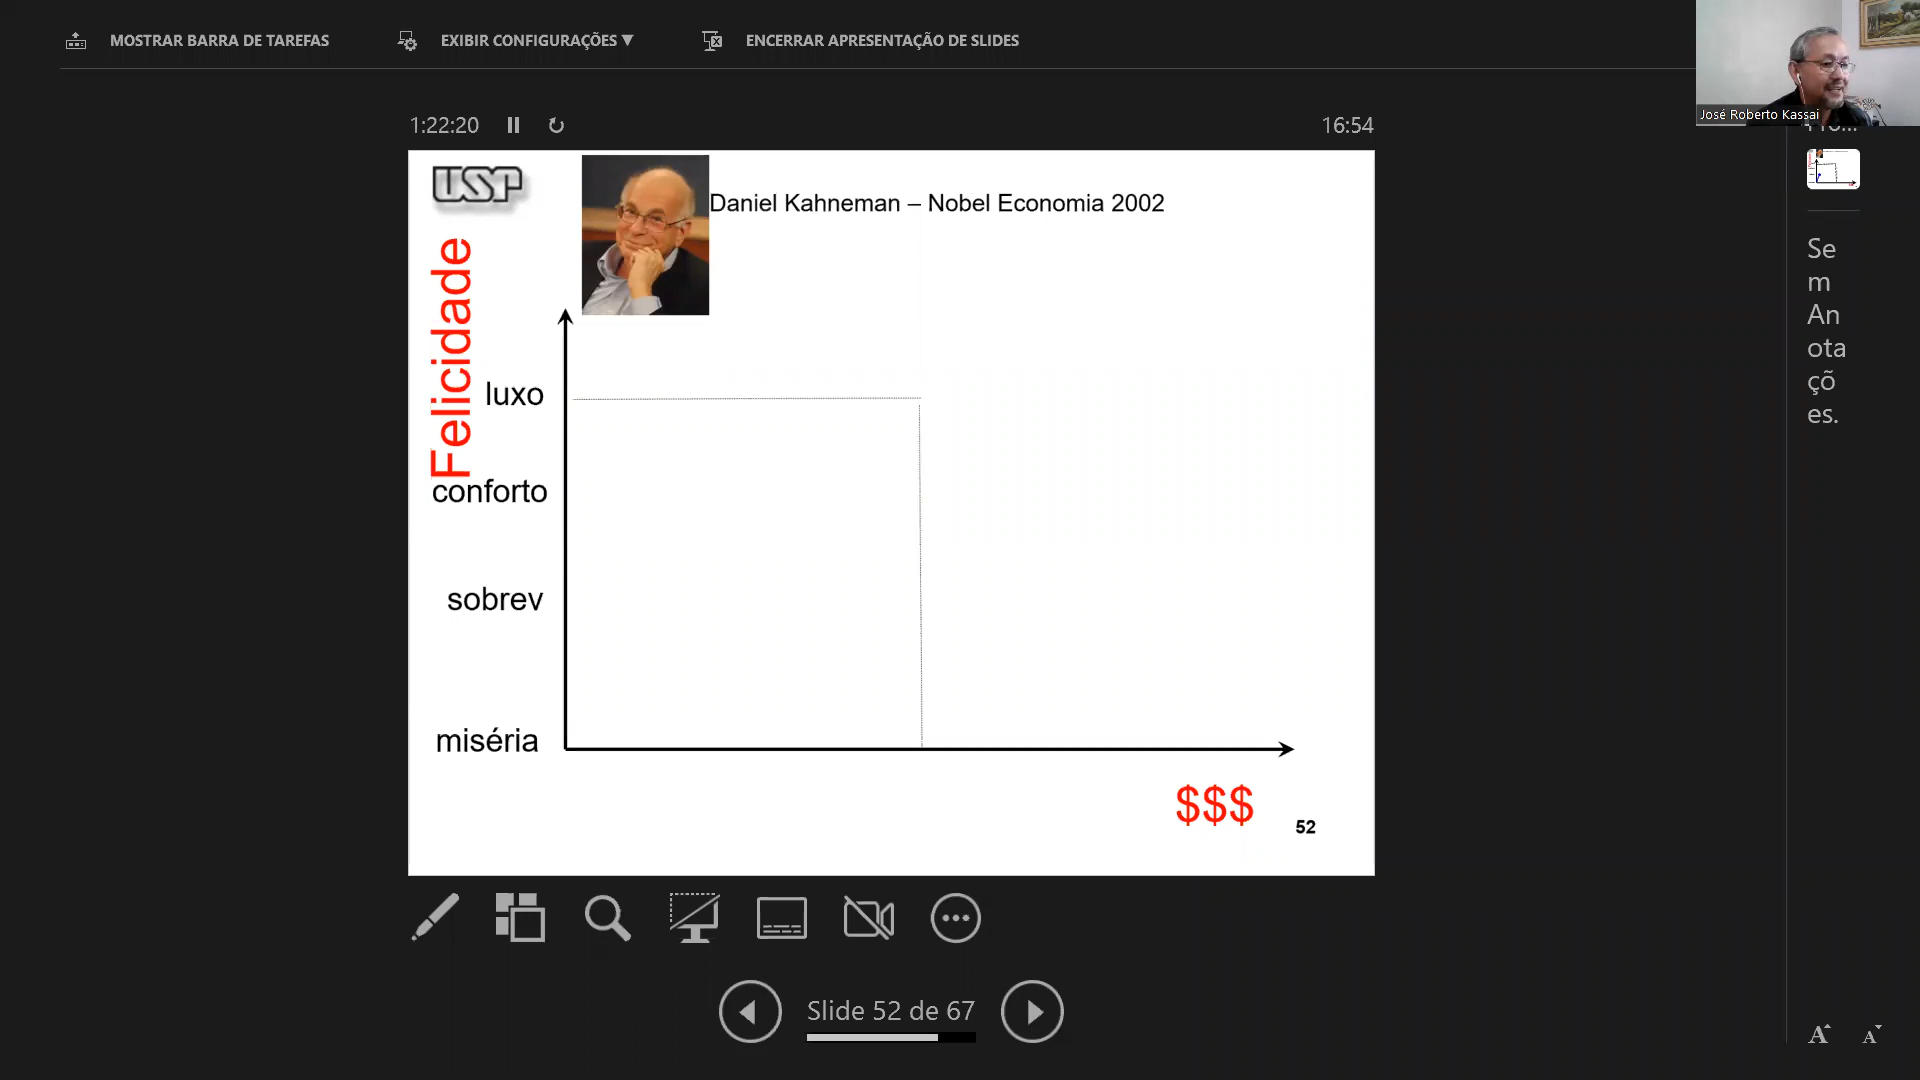 MOSTRAR BARRA DE TAREFAS
EXIBIR CONFIGURAÇÕES ▼
ENCERRAR APRESENTAÇÃO DE SLIDES
José Roberto Kassai
1:22:20
16:54
USP
Daniel Kahneman – Nobel Economia 2002
Felicidade
luxo
conforto
sobrev
miséria
$$$
52
Se
m
An
ota
çõ
es.
Slide 52 de 67
A A